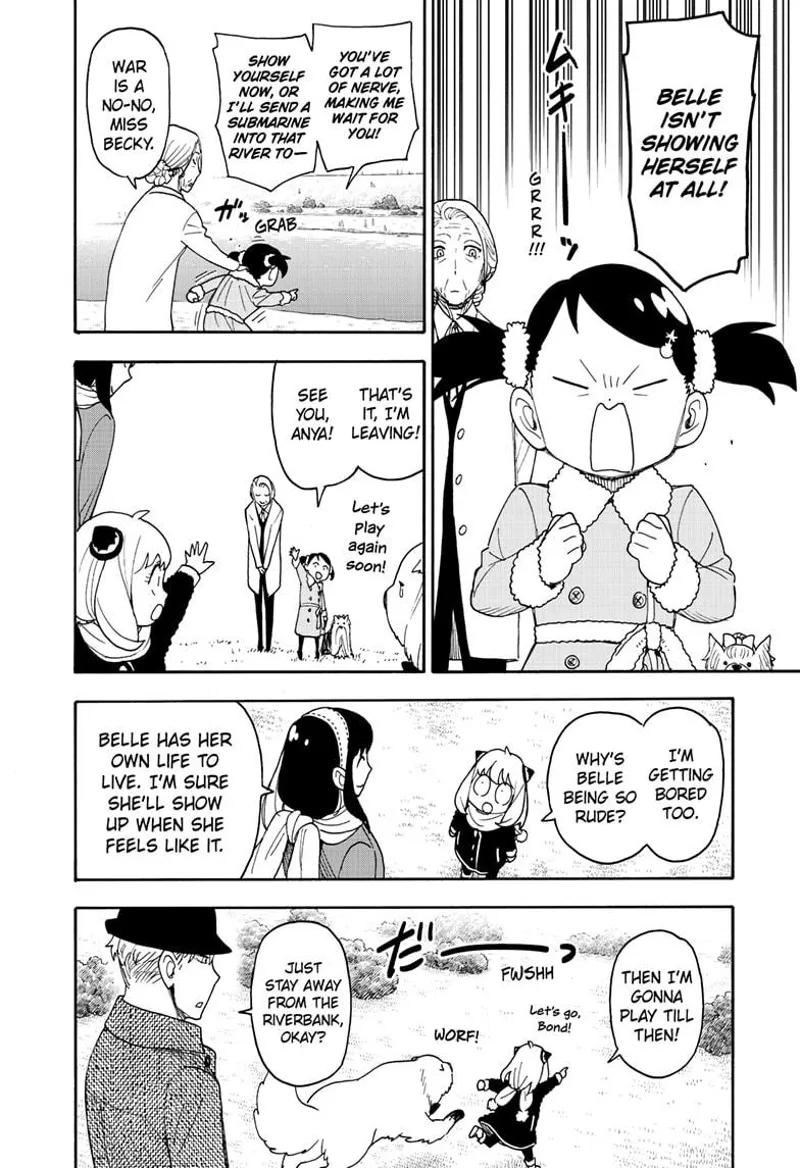 BELLE
ISN'T
SHOWING
HERSELF
AT ALL!
ムキーッ
GRRR!!!
YOU'VE
GOT A LOT
OF NERVE,
MAKING ME
WAIT FOR
YOU!
SHOW
YOURSELF
NOW, OR
I'LL SEND A
SUBMARINE
INTO THAT
RIVER TO—
WAR
IS A
NO-NO,
MISS
BECKY.
ガッ
GRAB
THAT'S
IT, I'M
LEAVING!
SEE
YOU,
ANYA!
Let's
play
again
soon!
I'M
GETTING
BORED
TOO.
WHY'S
BELLE
BEING SO
RUDE?
BELLE HAS HER
OWN LIFE TO
LIVE. I'M SURE
SHE'LL SHOW
UP WHEN SHE
FEELS LIKE IT.
THEN I'M
GONNA
PLAY TILL
THEN!
だーっ
FWSHH
Let's go,
Bond!
WORF!
JUST
STAY AWAY
FROM THE
RIVERBANK,
OKAY?